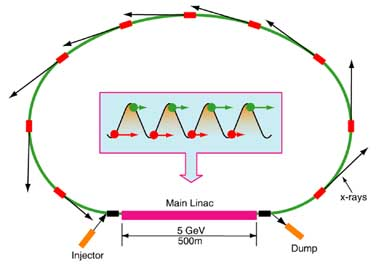 Main Linac
x-rays
5 GeV
500m
Injector
Dump